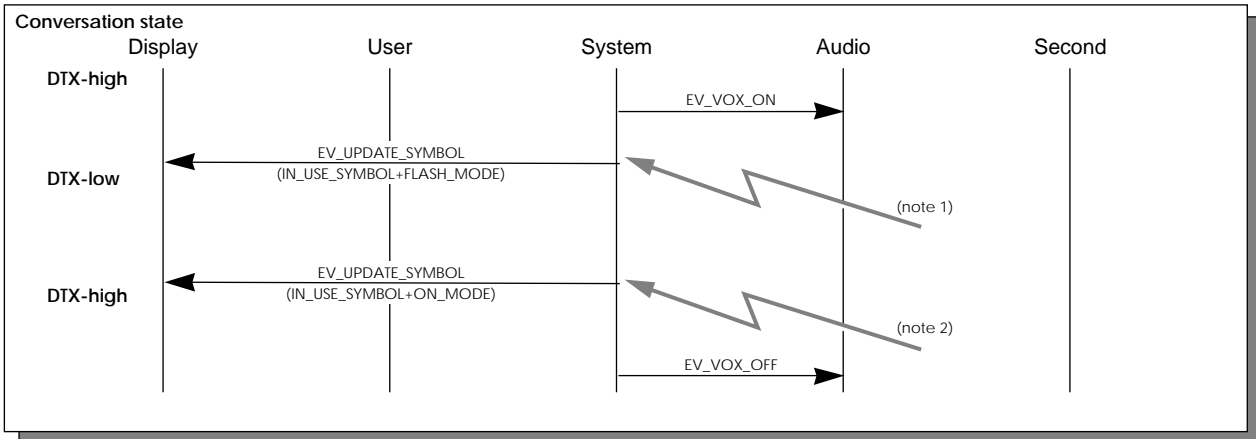 Conversation state
Display User System Audio Second
DTX-high
EV_VOX_ON
EV_UPDATE_SYMBOL
(IN_USE_SYMBOL+FLASH_MODE)
DTX-low
(note 1)
EV_UPDATE_SYMBOL
(IN_USE_SYMBOL+ON_MODE)
DTX-high
(note 2)
EV_VOX_OFF